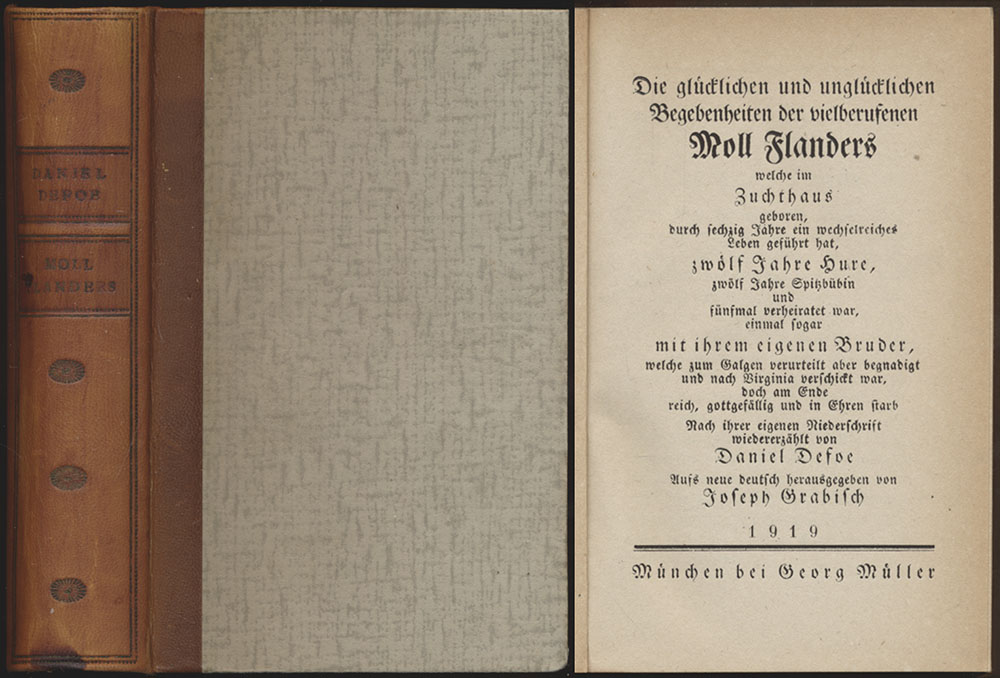 DANIEL
DEFOE
MOLL
FLANDERS
Die glücklichen und unglücklichen
Begebenheiten der vielberufenen
Moll Flanders
welche im
Zuchthaus
geboren,
durch sechzig Jahre ein wechselreiches
Leben geführt hat,
zwölf Jahre Hure,
zwölf Jahre Spitzbübin
und
fünfmal verheiratet war,
einmal sogar
mit ihrem eigenen Bruder,
welche zum Galgen verurteilt aber begnadigt
und nach Virginia verschickt war,
doch am Ende
reich, gottgefällig und in Ehren starb
Nach ihrer eigenen Niederschrift
wiedererzählt von
Daniel Defoe
Aufs neue deutsch herausgegeben von
Joseph Grabisch
1919
München bei Georg Müller